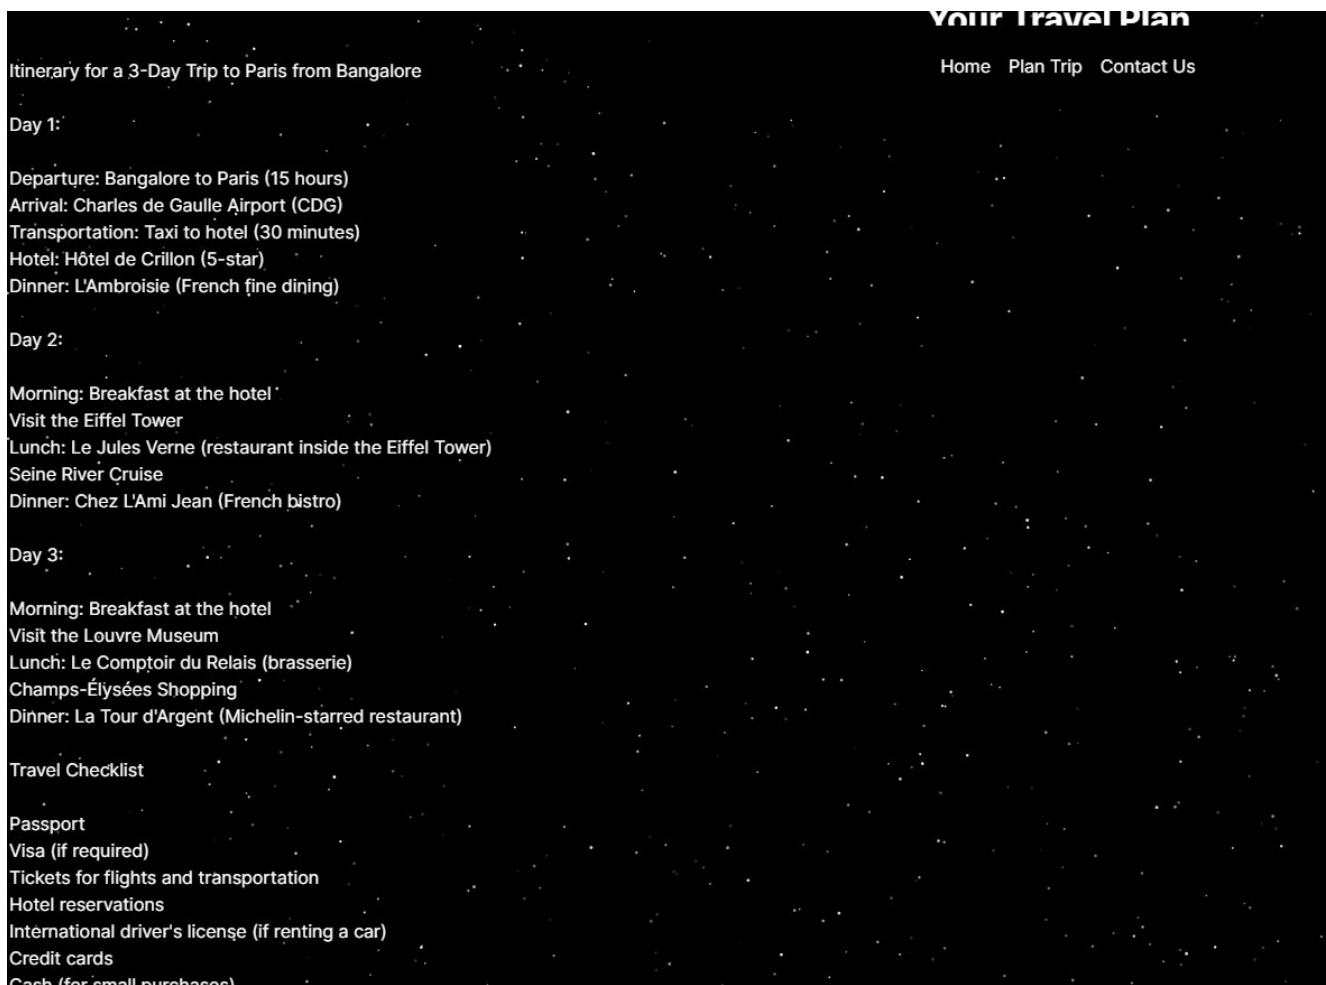 Your Travel Plan
Home Plan Trip Contact Us
Itinerary for a 3-Day Trip to Paris from Bangalore
Day 1:
Departure: Bangalore to Paris (15 hours)
Arrival: Charles de Gaulle Airport (CDG)
Transportation: Taxi to hotel (30 minutes)
Hotel: Hôtel de Crillon (5-star)
Dinner: L'Ambroisie (French fine dining)
Day 2:
Morning: Breakfast at the hotel
Visit the Eiffel Tower
Lunch: Le Jules Verne (restaurant inside the Eiffel Tower)
Seine River Cruise
Dinner: Chez L'Ami Jean (French bistro)
Day 3:
Morning: Breakfast at the hotel
Visit the Louvre Museum
Lunch: Le Comptoir du Relais (brasserie)
Champs-Élysées Shopping
Dinner: La Tour d'Argent (Michelin-starred restaurant)
Travel Checklist
Passport
Visa (if required)
Tickets for flights and transportation
Hotel reservations
International driver's license (if renting a car)
Credit cards
Cash (for small purchases)